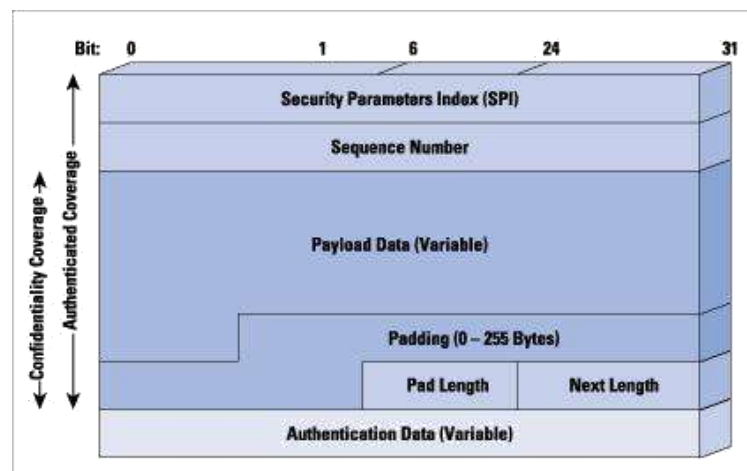 Bit: 0 1 6 24 31
Security Parameters Index (SPI)
Sequence Number
Payload Data (Variable)
Padding (0 – 255 Bytes)
Pad Length
Next Length
Authentication Data (Variable)
Confidentiality Coverage
Authenticated Coverage